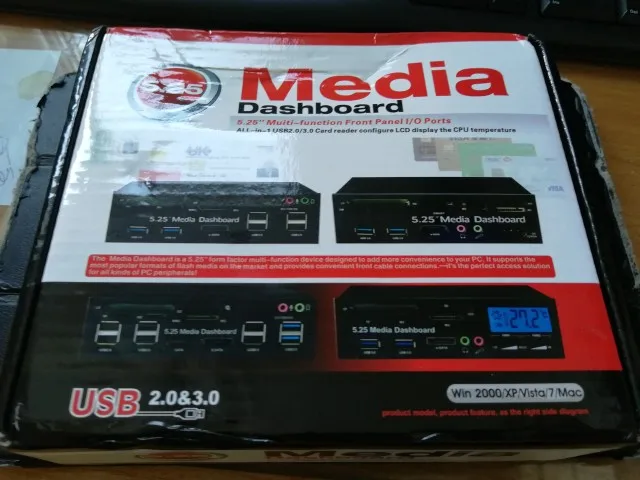 5.25"
Media
Dashboard
5.25" Multi-function Front Panel I/O Ports
ALL-in-1 USB2.0/3.0 Card reader configure LCD display the CPU temperature
VISA
5.25" Media Dashboard
5.25" Media Dashboard
The Media Dashboard is a 5.25"form factor multi-function device designed to add more convenience to your PC. It supports the
most popular formats of flash media on the market and provides convenient front cable connections.—it's the perfect access solution
for all kinds of PC peripherals!
5.25 Media Dashboard
5.25 Media Dashboard
27.2°C
USB 2.0&3.0
Win 2000/XP/Vista/7/Mac
product model, product feature, as the right side diagram
Media